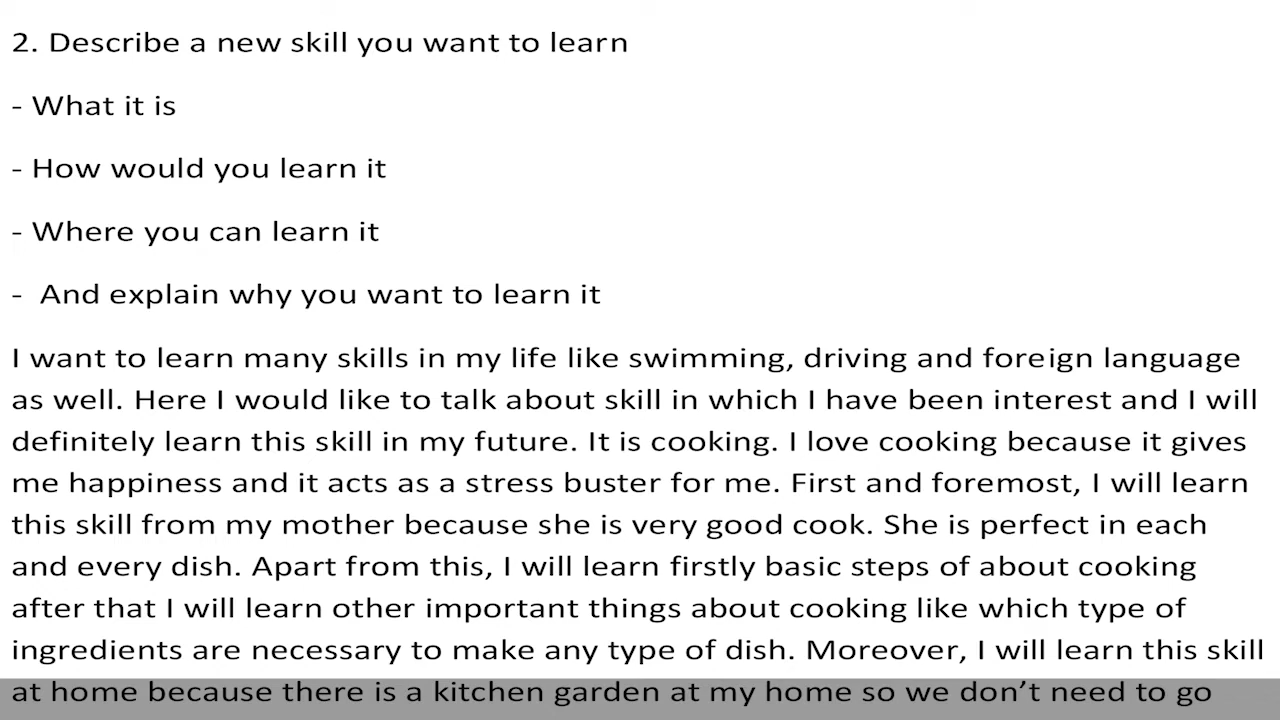 2. Describe a new skill you want to learn
- What it is
- How would you learn it
- Where you can learn it
- And explain why you want to learn it
I want to learn many skills in my life like swimming, driving and foreign language
as well. Here I would like to talk about skill in which I have been interest and I will
definitely learn this skill in my future. It is cooking. I love cooking because it gives
me happiness and it acts as a stress buster for me. First and foremost, I will learn
this skill from my mother because she is very good cook. She is perfect in each
and every dish. Apart from this, I will learn firstly basic steps of about cooking
after that I will learn other important things about cooking like which type of
ingredients are necessary to make any type of dish. Moreover, I will learn this skill
at home because there is a kitchen garden at my home so we don’t need to go